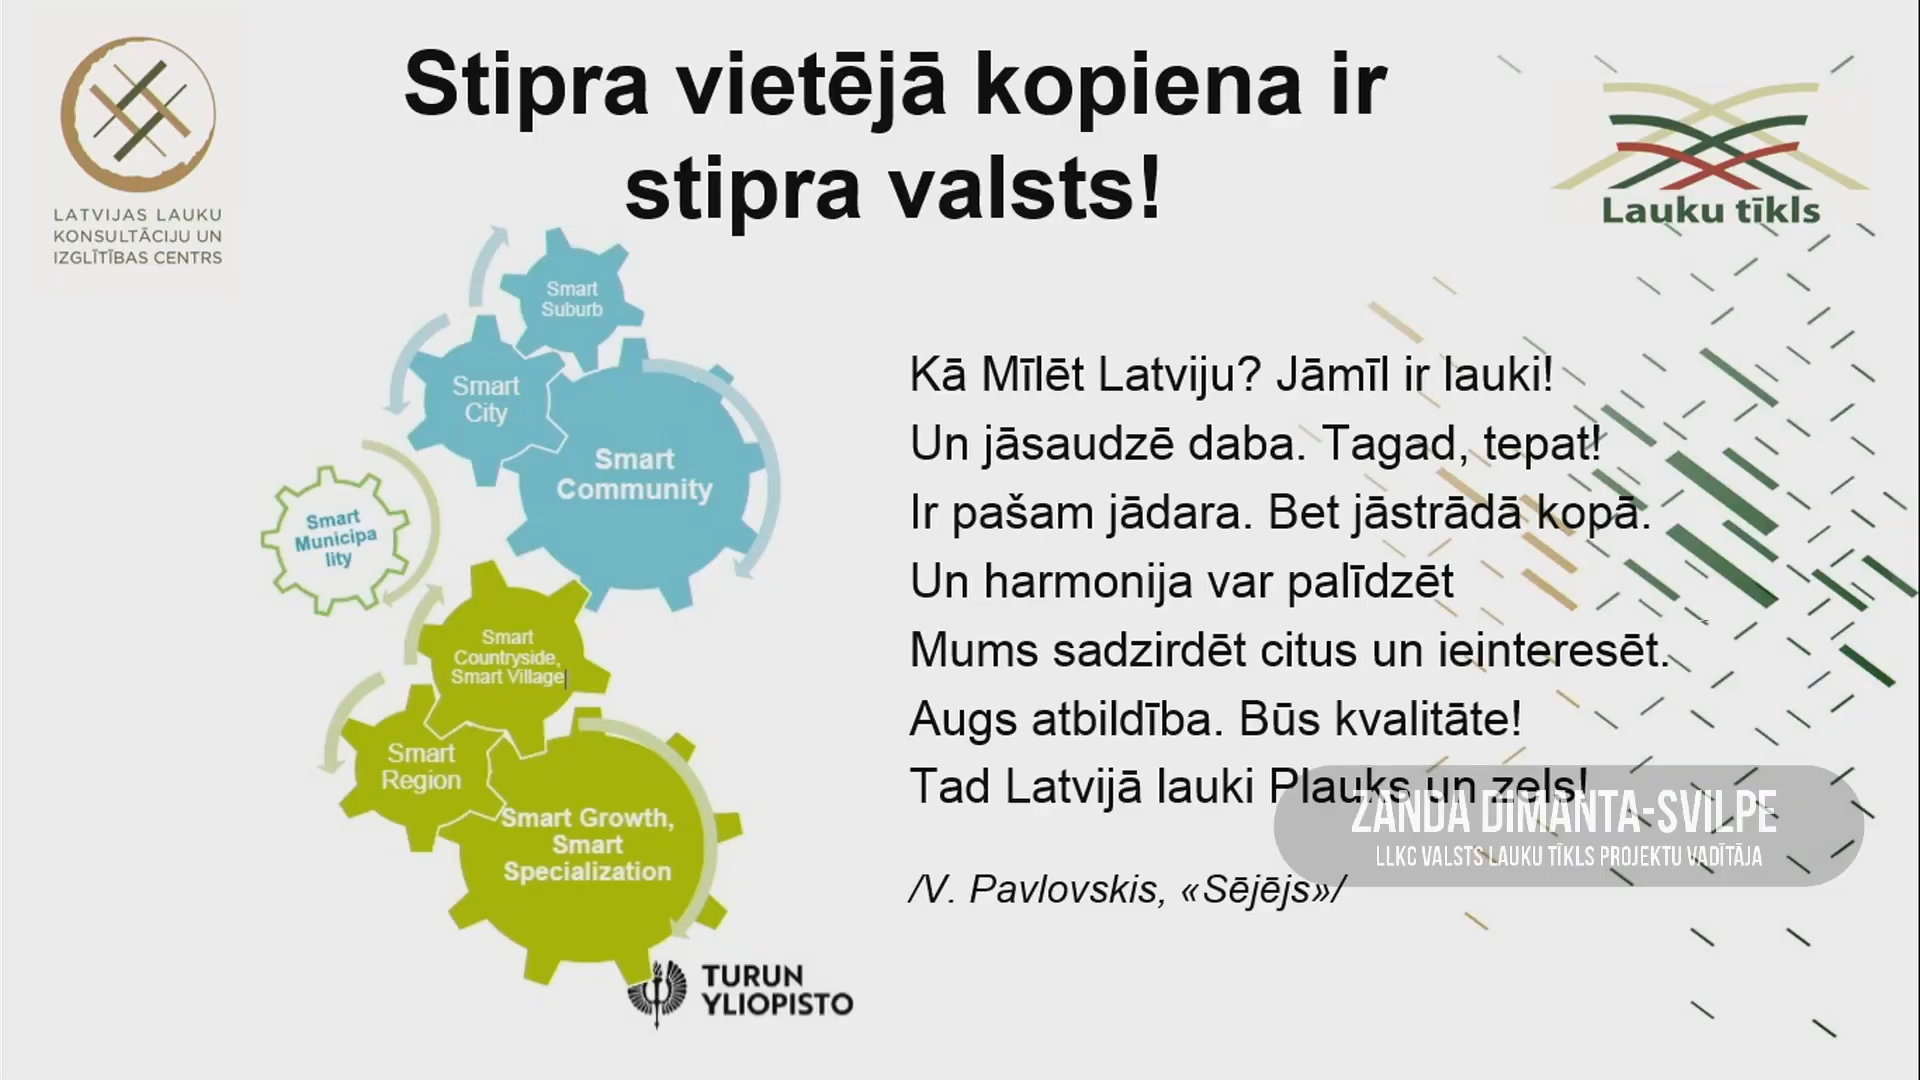 LATVIJAS LAUKU
KONSULTĀCIJU UN
IZGLĪTĪBAS CENTRS
Stipra vietējā kopiena ir
stipra valsts!
Lauku tīkls
Smart
Suburb
Smart
City
Smart
Community
Smart
Municipa
lity
Smart
Countryside,
Smart Village
Smart
Region
Smart Growth,
Smart
Specialization
TURUN
YLIOPISTO
Kā Mīlēt Latviju? Jāmīl ir lauki!
Un jāsaudzē daba. Tagad, tepat!
Ir pašam jādara. Bet jāstrādā kopā.
Un harmonija var palīdzēt
Mums sadzirdēt citus un ieinteresēt.
Augs atbildība. Būs kvalitāte!
Tad Latvijā lauki Plauks un zels!
/V. Pavlovskis, «Sējējs»/
ZANDA DIMANTA-SVILPE
LLKC VALSTS LAUKU TĪKLS PROJEKTU VADĪTĀJA